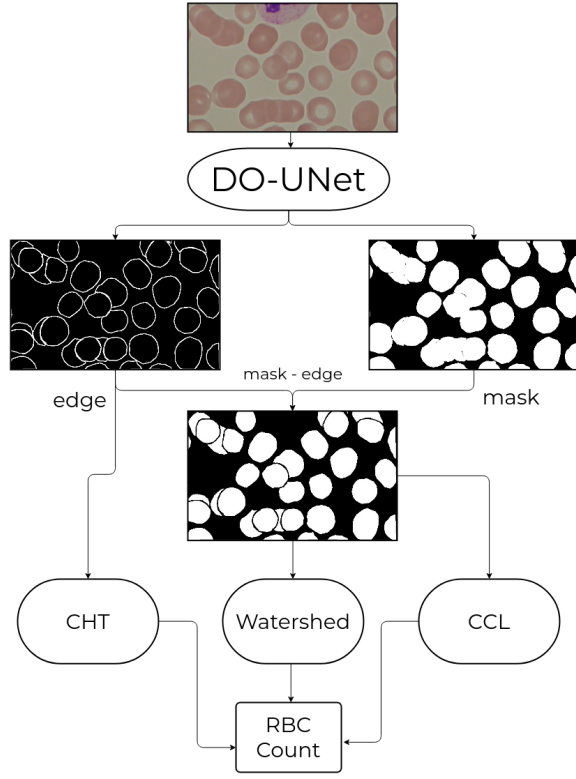 DO-UNet
mask - edge
edge
mask
CHT
Watershed
CCL
RBC
Count